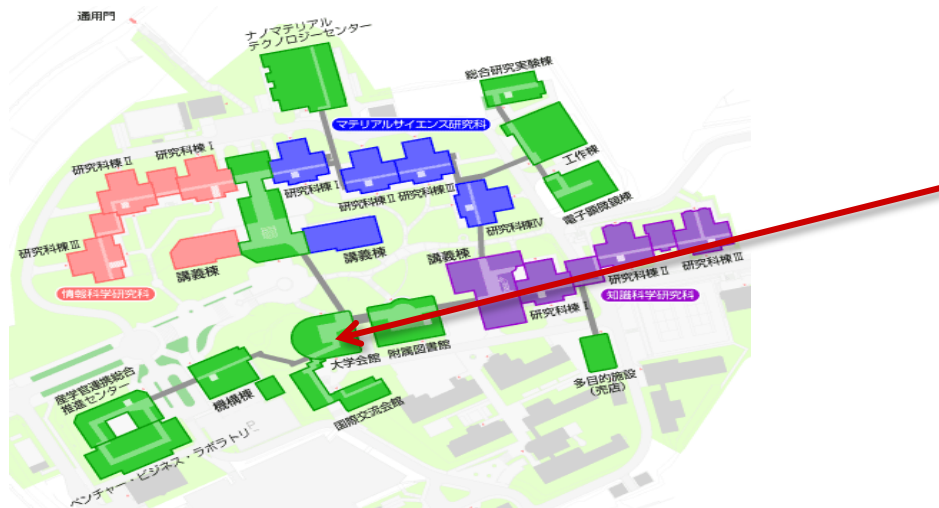 通用門
ナノマテリアル
テクノロジーセンター
総合研究実験棟
マテリアルサイエンス研究科
研究科棟Ⅰ
研究科棟Ⅱ
工作棟
研究科棟Ⅰ
研究科棟Ⅱ
研究科棟Ⅲ
電子顕微鏡棟
研究科棟Ⅳ
研究科棟Ⅲ
講義棟
講義棟
講義棟
研究科棟Ⅱ
研究科棟Ⅲ
情報科学研究科
知識科学研究科
研究科棟Ⅰ
大学会館
附属図書館
多目的施設
(売店)
産学官連携総合
推進センター
機構棟
国際交流会館
ベンチャー・ビジネス・ラボラトリ